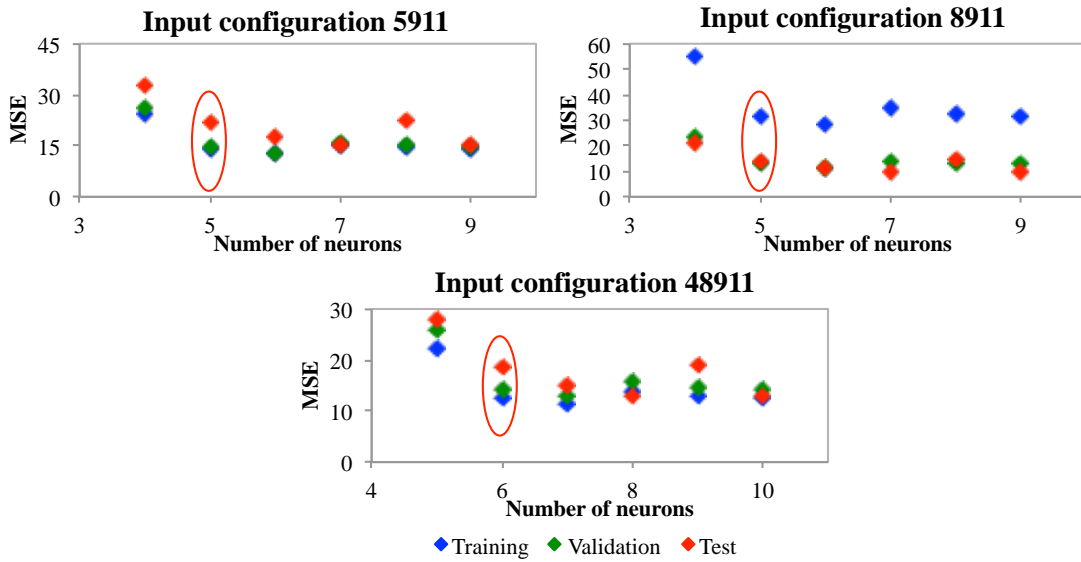 Input configuration 5911
MSE
45
30
15
0
3
5
7
9
Number of neurons
Input configuration 8911
MSE
60
50
40
30
20
10
0
3
5
7
9
Number of neurons
Input configuration 48911
MSE
30
20
10
0
4
6
8
10
Number of neurons
Training Validation Test